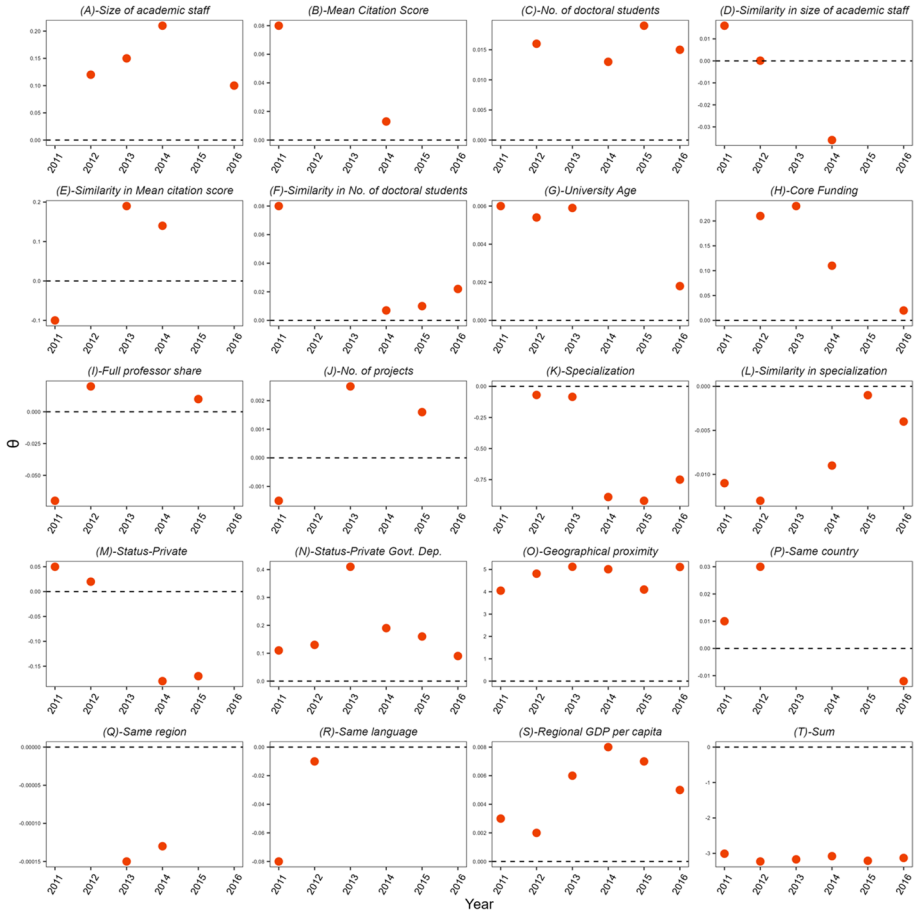 (A)-Size of academic staff
(B)-Mean Citation Score
(C)-No. of doctoral students
(D)-Similarity in size of academic staff
0.20
0.15
0.10
0.05
0.00
2011 2012 2013 2014 2015 2016
0.08
0.06
0.04
0.02
0.00
2011 2012 2013 2014 2015 2016
0.015
0.010
0.005
0.000
2011 2012 2013 2014 2015 2016
0.01
0.00
-0.01
-0.02
-0.03
2011 2012 2013 2014 2015 2016
(E)-Similarity in Mean citation score
(F)-Similarity in No. of doctoral students
(G)-University Age
(H)-Core Funding
0.2
0.1
0.0
-0.1
2011 2012 2013 2014 2015 2016
0.08
0.06
0.04
0.02
0.00
2011 2012 2013 2014 2015 2016
0.006
0.004
0.002
0.000
2011 2012 2013 2014 2015 2016
0.20
0.15
0.10
0.05
0.00
2011 2012 2013 2014 2015 2016
(I)-Full professor share
(J)-No. of projects
(K)-Specialization
(L)-Similarity in specialization
θ
0.000
-0.025
-0.050
2011 2012 2013 2014 2015 2016
0.002
0.001
0.000
-0.001
2011 2012 2013 2014 2015 2016
0.00
-0.25
-0.50
-0.75
2011 2012 2013 2014 2015 2016
0.000
-0.005
-0.010
2011 2012 2013 2014 2015 2016
(M)-Status-Private
(N)-Status-Private Govt. Dep.
(O)-Geographical proximity
(P)-Same country
0.05
0.00
-0.05
-0.10
-0.15
2011 2012 2013 2014 2015 2016
0.4
0.3
0.2
0.1
0.0
2011 2012 2013 2014 2015 2016
5
4
3
2
1
0
2011 2012 2013 2014 2015 2016
0.03
0.02
0.01
0.00
-0.01
2011 2012 2013 2014 2015 2016
(Q)-Same region
(R)-Same language
(S)-Regional GDP per capita
(T)-Sum
0.00000
-0.00005
-0.00010
-0.00015
2011 2012 2013 2014 2015 2016
0.00
-0.02
-0.04
-0.06
-0.08
2011 2012 2013 2014 2015 2016
0.008
0.006
0.004
0.002
0.000
2011 2012 2013 2014 2015 2016
0
-1
-2
-3
2011 2012 2013 2014 2015 2016
Year